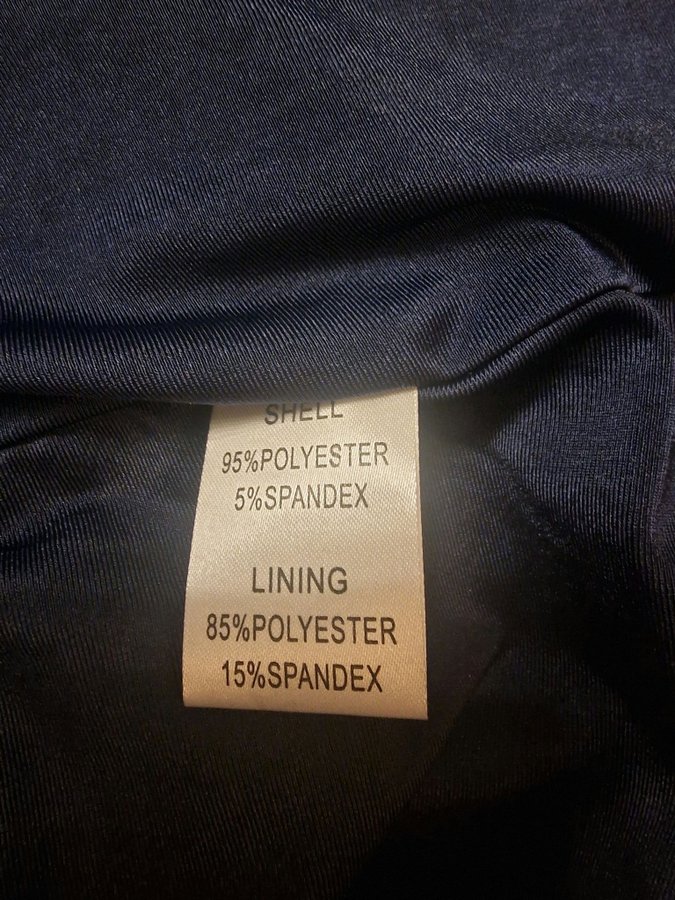 SHELL
95%POLYESTER
5%SPANDEX
LINING
85%POLYESTER
15%SPANDEX